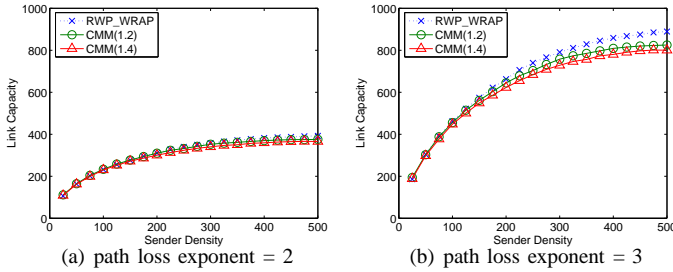 1000
800
600
400
200
0
Link Capacity
RWP_WRAP
CMM(1.2)
CMM(1.4)
0 100 200 300 400 500
Sender Density
(a) path loss exponent = 2
1000
800
600
400
200
0
Link Capacity
RWP_WRAP
CMM(1.2)
CMM(1.4)
0 100 200 300 400 500
Sender Density
(b) path loss exponent = 3